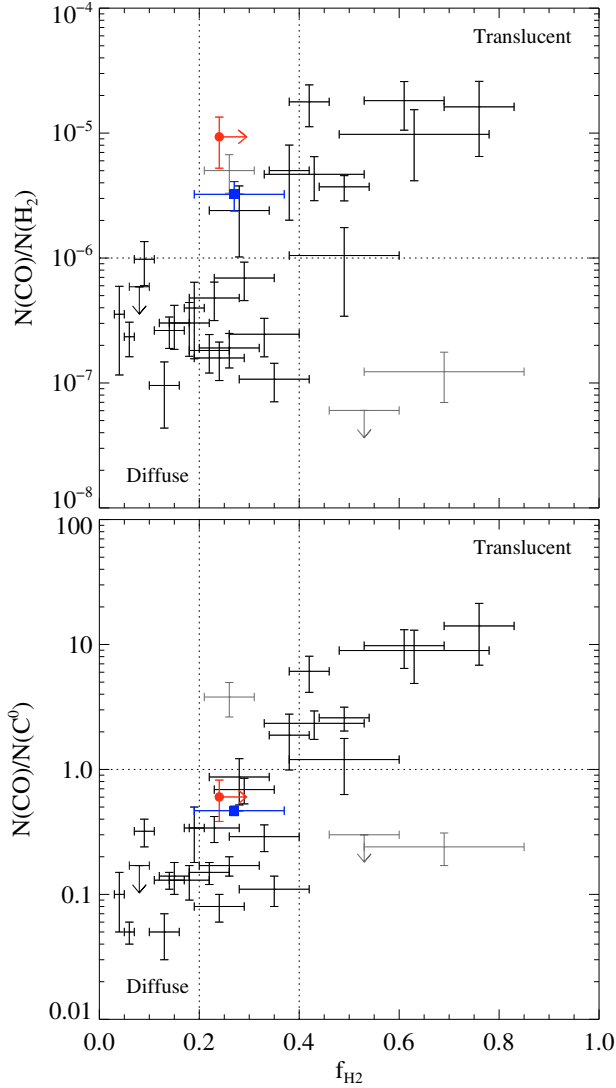 10⁻⁴
Translucent
10⁻⁵
10⁻⁶
10⁻⁷
10⁻⁸
N(CO)/N(H₂)
Diffuse
100
Translucent
10
1.0
0.1
0.01
N(CO)/N(C⁰)
Diffuse
0.0 0.2 0.4 0.6 0.8 1.0
f_H2